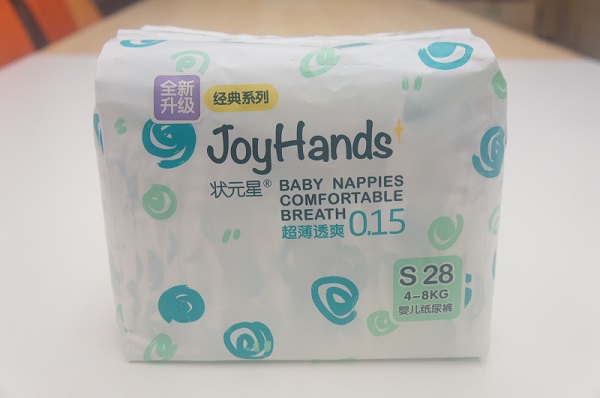 全新
升级
经典系列
JoyHands
状元星®
BABY NAPPIES
COMFORTABLE
BREATH
超薄透爽
0.15
S 28
4-8KG
婴儿纸尿裤